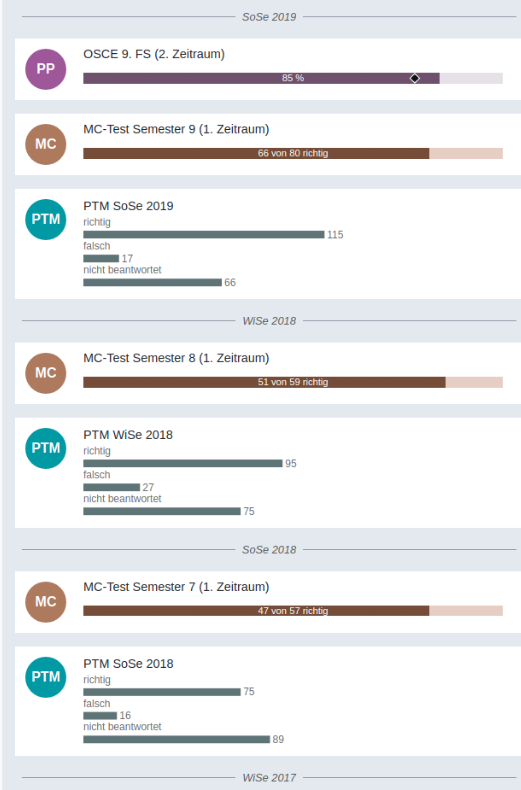 SoSe 2019
PP
OSCE 9. FS (2. Zeitraum)
85 %
MC
MC-Test Semester 9 (1. Zeitraum)
66 von 80 richtig
PTM
PTM SoSe 2019
richtig
115
falsch
17
nicht beantwortet
66
WiSe 2018
MC
MC-Test Semester 8 (1. Zeitraum)
51 von 59 richtig
PTM
PTM WiSe 2018
richtig
95
falsch
27
nicht beantwortet
75
SoSe 2018
MC
MC-Test Semester 7 (1. Zeitraum)
47 von 57 richtig
PTM
PTM SoSe 2018
richtig
75
falsch
16
nicht beantwortet
89
WiSe 2017